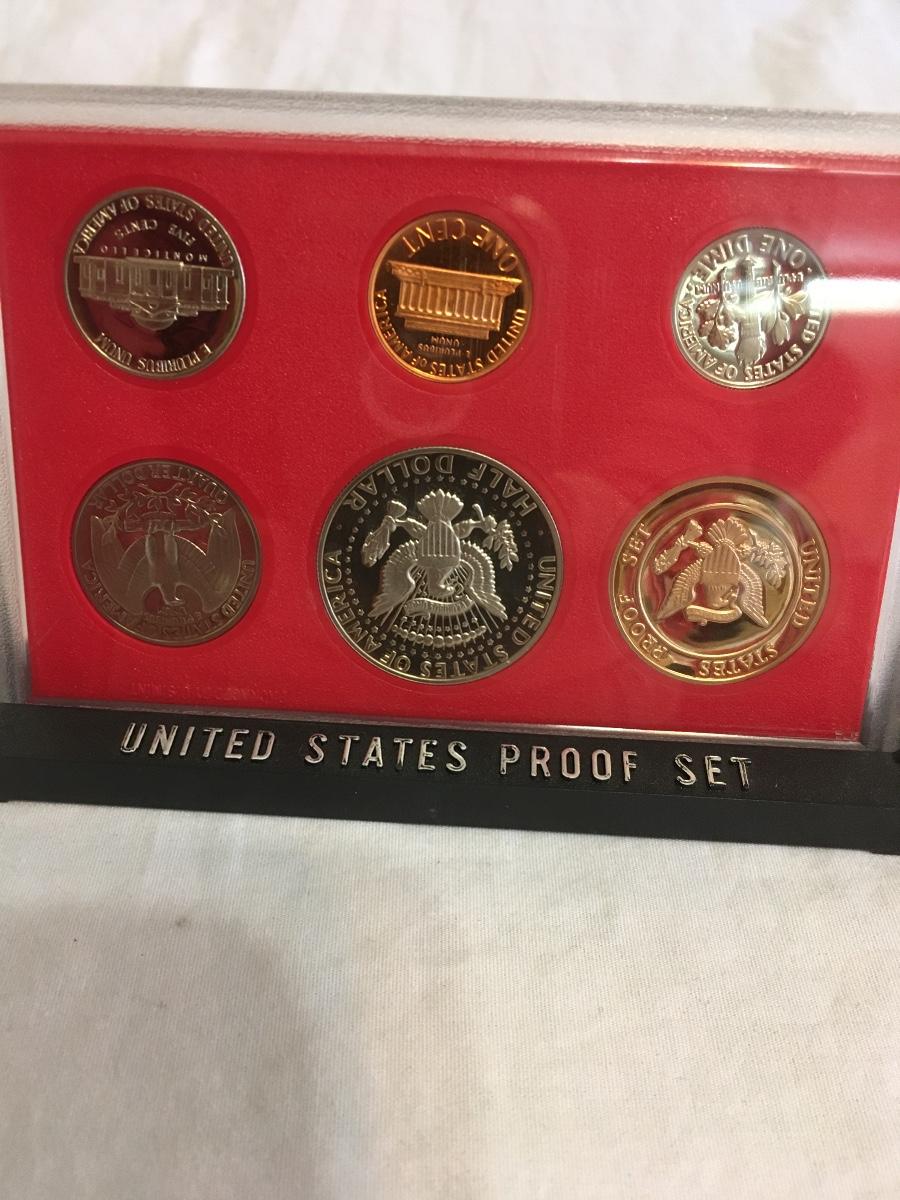 UNITED STATES OF AMERICA
FIVE CENTS
MONTICELLO
E PLURIBUS UNUM
ONE CENT
UNITED STATES OF AMERICA
E PLURIBUS
UNUM
ONE DIME
UNITED STATES OF AMERICA
QUARTER DOLLAR
UNITED STATES OF AMERICA
HALF DOLLAR
UNITED STATES OF AMERICA
UNITED STATES PROOF SET
UNITED STATES PROOF SET